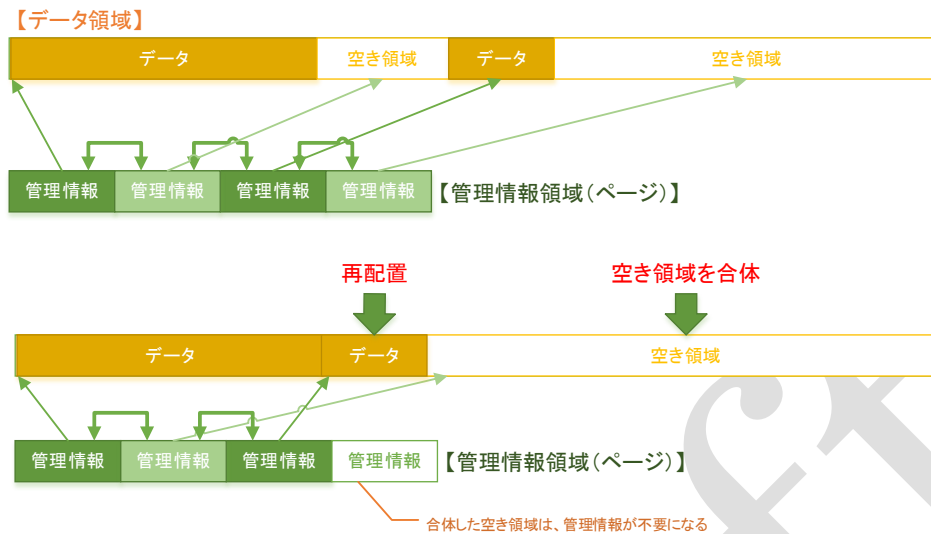 【データ領域】
データ
空き領域
データ
空き領域
管理情報
管理情報
管理情報
管理情報
【管理情報領域(ページ)】
再配置
空き領域を合体
データ
データ
空き領域
管理情報
管理情報
管理情報
管理情報
【管理情報領域(ページ)】
合体した空き領域は、管理情報が不要になる